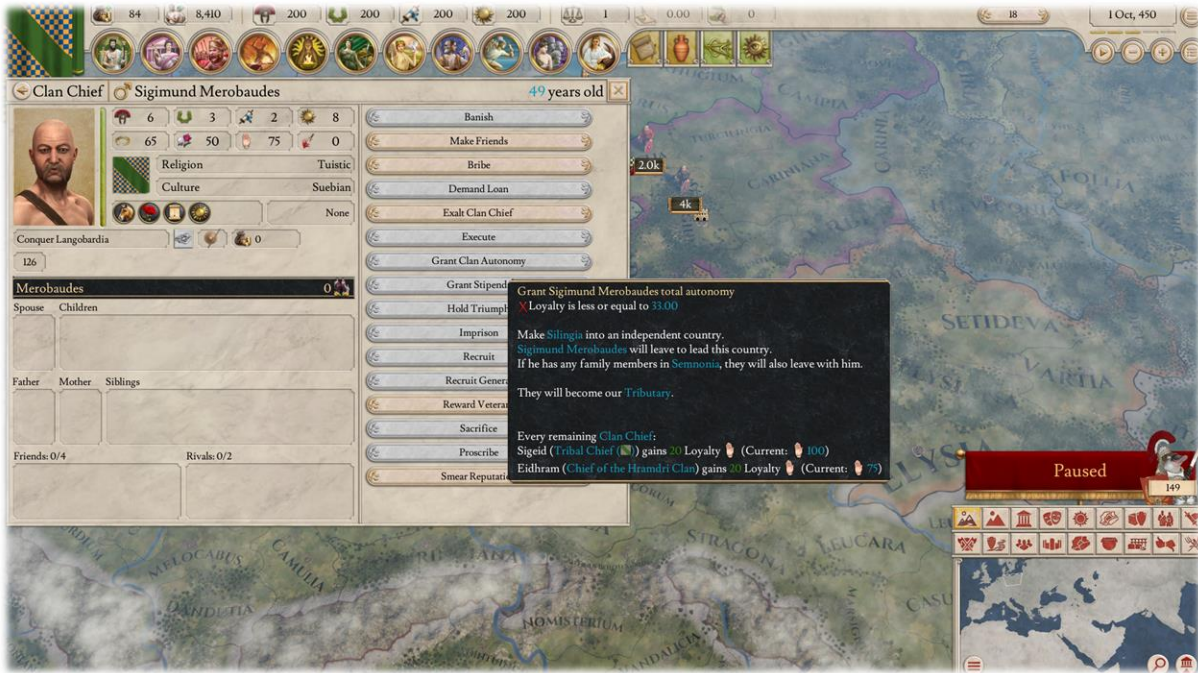 84 8,410 200 200 200 200 1 0.00 0 18 1 Oct, 450
Clan Chief Sigimund Merobaudes 49 years old
6 3 2 8
65 50 75 0
Religion Tuistic
Culture Suebian
None
Conquer Langobardia 0
126
Merobaudes 0
Spouse Children
Father Mother Siblings
Friends: 0/4 Rivals: 0/2
Banish
Make Friends
Bribe
Demand Loan
Exalt Clan Chief
Execute
Grant Clan Autonomy
Grant Stipend
Hold Triumph
Imprison
Recruit
Recruit Genera
Reward Vetera
Sacrifice
Proscribe
Smear Reputati
Grant Sigimund Merobaudes total autonomy
X Loyalty is less or equal to 33.00
Make Silingia into an independent country.
Sigimund Merobaudes will leave to lead this country.
If he has any family members in Semnonia, they will also leave with him.
They will become our Tributary.
Every remaining Clan Chief:
Sigeid (Tribal Chief ()) gains 20 Loyalty (Current: 100)
Eidhram (Chief of the Hramdri Clan) gains 20 Loyalty (Current: 75)
2.0k
4k
CARINIANA
SETIDEVA
VARTIA
ELYSIA
STRAGONA
LEUCARA
MELOCABUS
CAMULIA
NOMISTERIUM
Paused
149